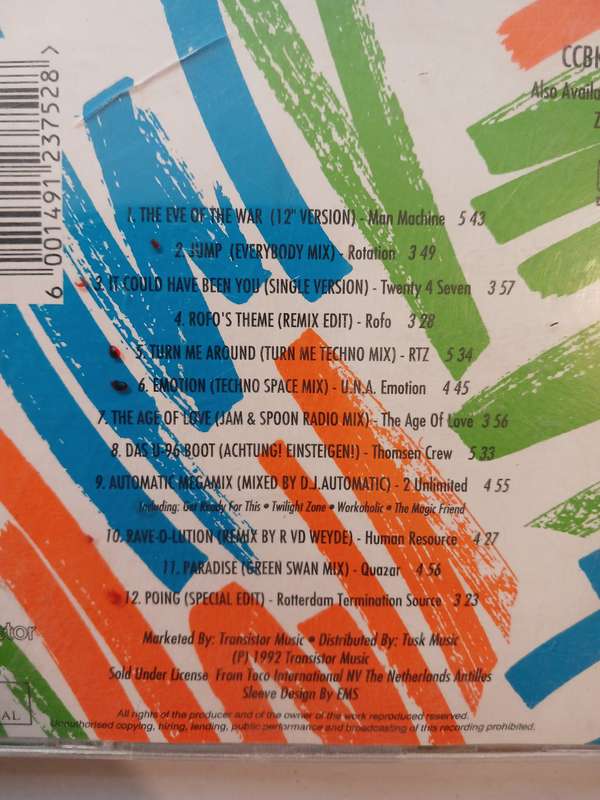 CCBK
Also Availa
Z
6 001491 237528 >
1. THE EVE OF THE WAR (12" VERSION) - Man Machine 5 43
2. JUMP (EVERYBODY MIX) - Rotation 3 49
3. IT COULD HAVE BEEN YOU (SINGLE VERSION) - Twenty 4 Seven 3 57
4. ROFO'S THEME (REMIX EDIT) - Rofo 3 28
5. TURN ME AROUND (TURN ME TECHNO MIX) - RTZ 5 34
6. EMOTION (TECHNO SPACE MIX) - U.N.A. Emotion 4 45
7. THE AGE OF LOVE (JAM & SPOON RADIO MIX) - The Age Of Love 3 56
8. DAS U-96 BOOT (ACHTUNG! EINSTEIGEN!) - Thomsen Crew 5 33
9. AUTOMATIC MEGAMIX (MIXED BY D.J.AUTOMATIC) - 2 Unlimited 4 55
Including: Get Ready For This • Twilight Zone • Workaholic • The Magic Friend
10. RAVE-O-LUTION (REMIX BY R VD WEYDE) - Human Resource 4 27
11. PARADISE (GREEN SWAN MIX) - Quazar 4 56
12. POING (SPECIAL EDIT) - Rotterdam Termination Source 3 23
stor
Marketed By: Transistor Music • Distributed By: Tusk Music
(P) 1992 Transistor Music
Sold Under License From Toco International NV The Netherlands Antilles
Sleeve Design By EMS
AL
All rights of the producer and of the owner of the work reproduced reserved.
Unauthorised copying, hiring, lending, public performance and broadcasting of this recording prohibited.